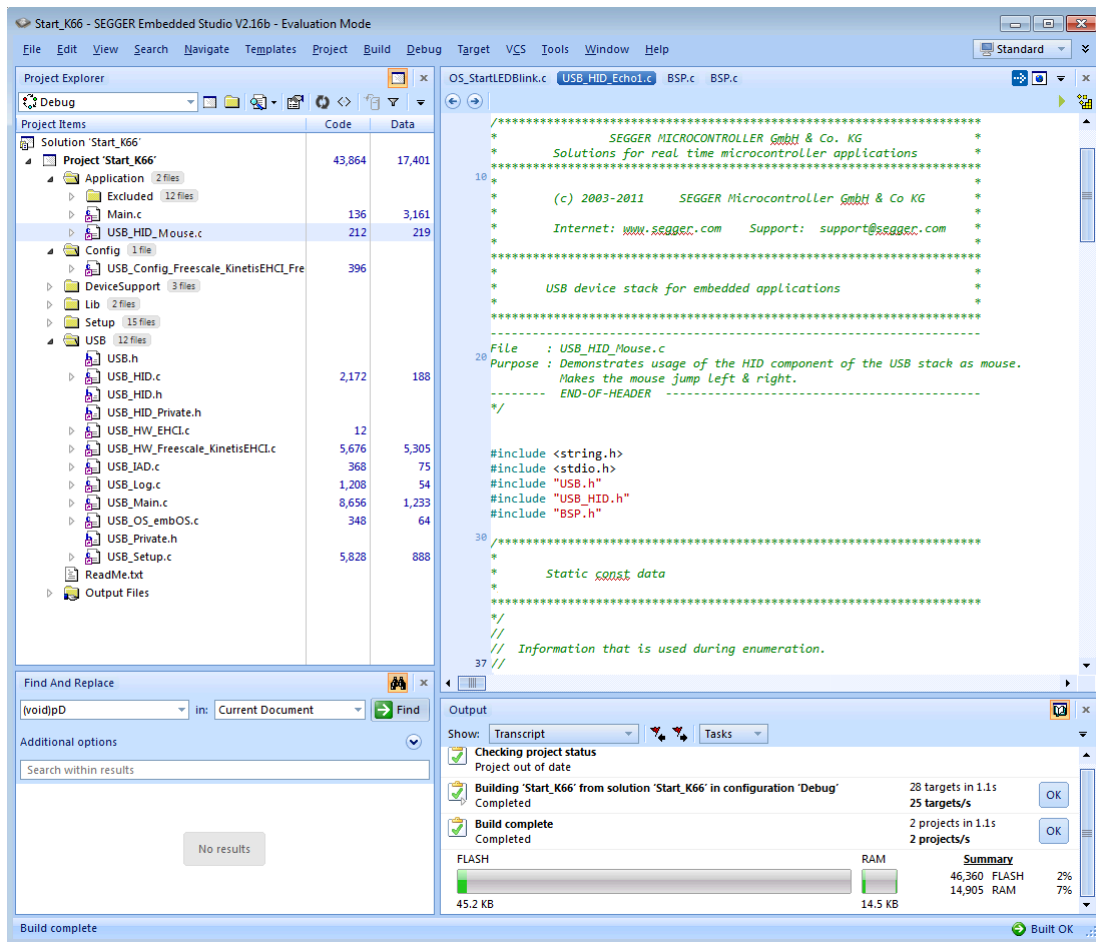 Start_K66 - SEGGER Embedded Studio V2.16b - Evaluation Mode
File Edit View Search Navigate Templates Project Build Debug Target VCS Tools Window Help
Standard
Project Explorer
Debug
Project Items Code Data
Solution 'Start_K66'
Project 'Start_K66' 43,864 17,401
Application 2 files
Excluded 12 files
Main.c 136 3,161
USB_HID_Mouse.c 212 219
Config 1 file
USB_Config_Freescale_KinetisEHCI_Fre 396
DeviceSupport 3 files
Lib 2 files
Setup 15 files
USB 12 files
USB.h
USB_HID.c 2,172 188
USB_HID.h
USB_HID_Private.h
USB_HW_EHCI.c 12
USB_HW_Freescale_KinetisEHCI.c 5,676 5,305
USB_IAD.c 368 75
USB_Log.c 1,208 54
USB_Main.c 8,656 1,233
USB_OS_embOS.c 348 64
USB_Private.h
USB_Setup.c 5,828 888
ReadMe.txt
Output Files
Find And Replace
(void)pD in: Current Document Find
Additional options
Search within results
No results
OS_StartLEDBlink.c USB_HID_Echo1.c BSP.c BSP.c
/*********************************************************************
* SEGGER MICROCONTROLLER GmbH & Co. KG *
* Solutions for real time microcontroller applications *
**********************************************************************
10 * *
* (c) 2003-2011 SEGGER Microcontroller GmbH & Co KG *
* *
* Internet: www.segger.com Support: support@segger.com *
* *
**********************************************************************
* *
* USB device stack for embedded applications *
* *
**********************************************************************
----------------------------------------------------------------------
File : USB_HID_Mouse.c
20 Purpose : Demonstrates usage of the HID component of the USB stack as mouse.
Makes the mouse jump left & right.
-------- END-OF-HEADER ---------------------------------------------
*/
#include <string.h>
#include <stdio.h>
#include "USB.h"
#include "USB_HID.h"
#include "BSP.h"
30
/*********************************************************************
*
* Static const data
*
**********************************************************************
*/
//
// Information that is used during enumeration.
37 //
Output
Show: Transcript Tasks
Checking project status
Project out of date
Building 'Start_K66' from solution 'Start_K66' in configuration 'Debug' 28 targets in 1.1s OK
Completed 25 targets/s
Build complete 2 projects in 1.1s OK
Completed 2 projects/s
FLASH RAM Summary
46,360 FLASH 2%
14,905 RAM 7%
45.2 KB 14.5 KB
Build complete Built OK